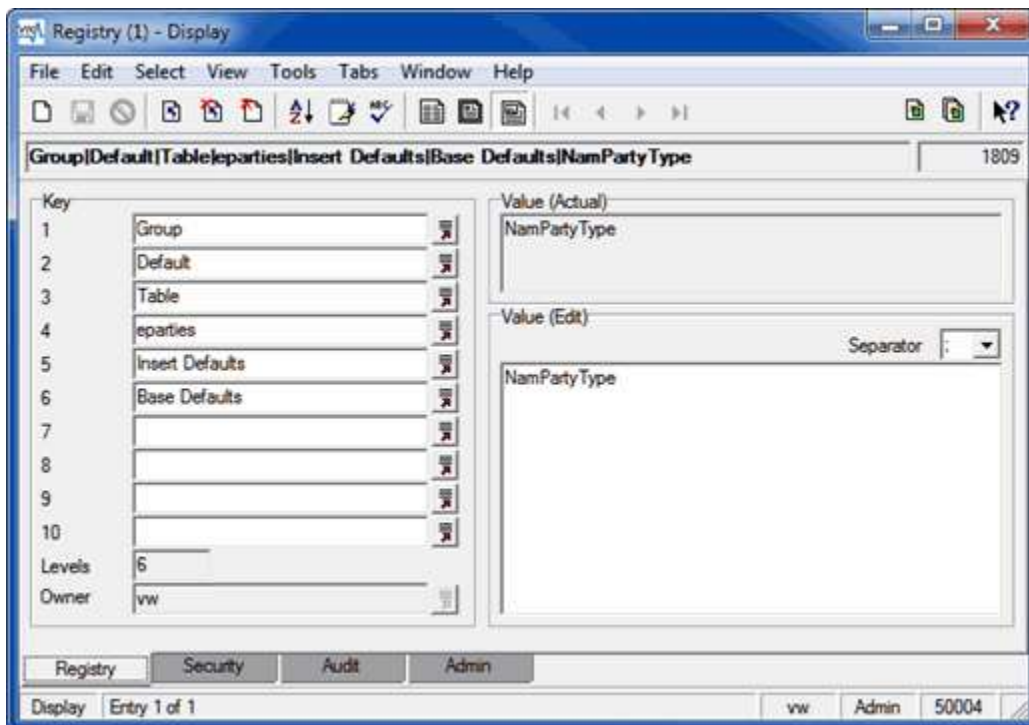 Registry (1) - Display
File Edit Select View Tools Tabs Window Help
Group|Default|Table|eparties|Insert Defaults|Base Defaults|NamPartyType 1809
Key
1 Group
2 Default
3 Table
4 eparties
5 Insert Defaults
6 Base Defaults
7
8
9
10
Levels 6
Owner vw
Value (Actual)
NamPartyType
Value (Edit)
Separator ;
NamPartyType
Registry Security Audit Admin
Display Entry 1 of 1 vw Admin 50004